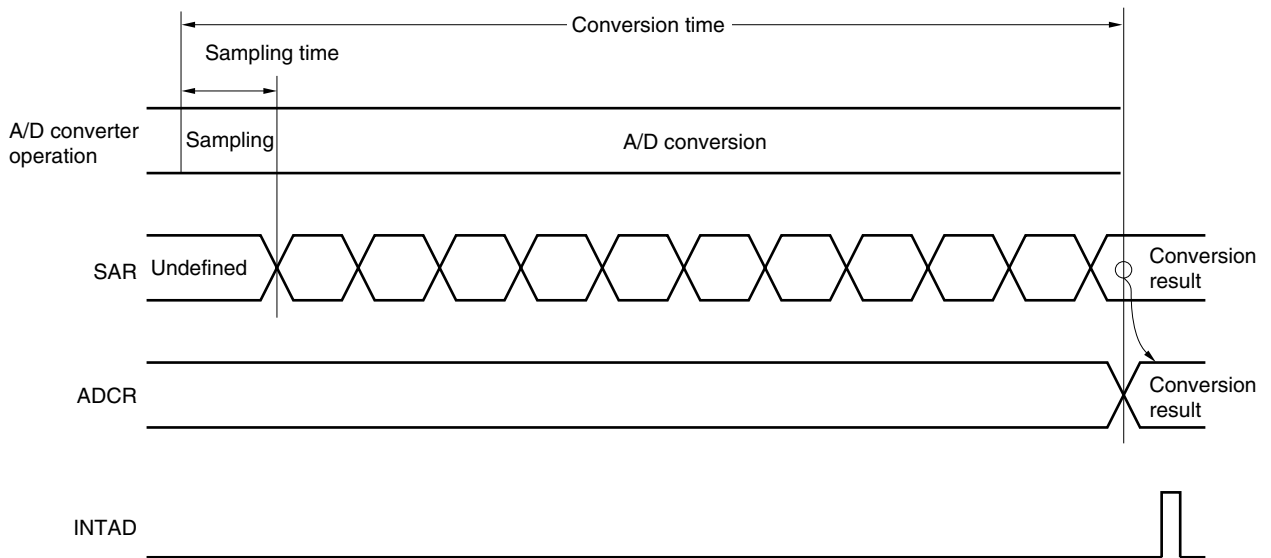 Conversion time
Sampling time
A/D converter
operation
Sampling
A/D conversion
SAR
Undefined
Conversion
result
ADCR
Conversion
result
INTAD